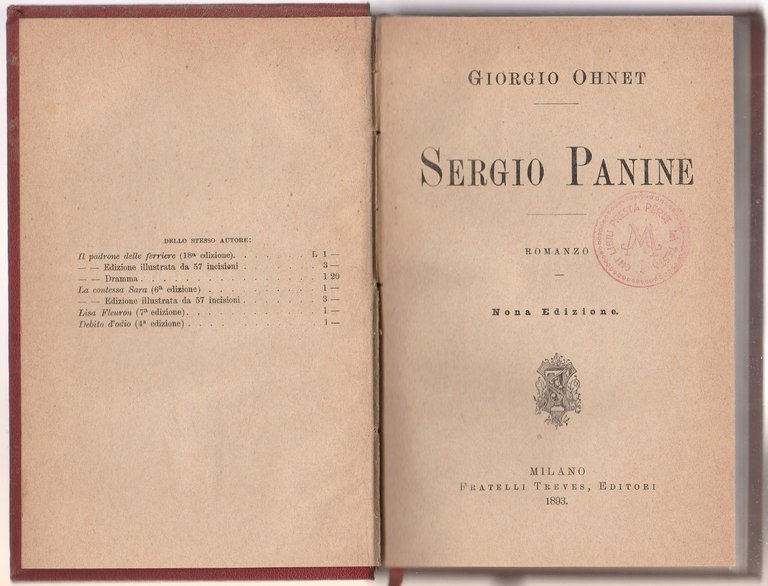 DELLO STESSO AUTORE:
Il padrone delle ferriere (18ª edizione). . . . . . . . . . L 1 —
— — Edizione illustrata da 57 incisioni . . . . . . . . . 3 —
— — Dramma. . . . . . . . . . . . . . . . . . . . . 1 20
La contessa Sara (6ª edizione) . . . . . . . . . . . . . . 1 —
— — Edizione illustrata da 57 incisioni . . . . . . . . . 3 —
Lisa Fleuron (7ª edizione). . . . . . . . . . . . . . . . 1 —
Debito d'odio (4ª edizione) . . . . . . . . . . . . . . . 1 —
GIORGIO OHNET
SERGIO PANINE
ROMANZO
Nona Edizione.
MILANO
FRATELLI TREVES, EDITORI
1893.
M